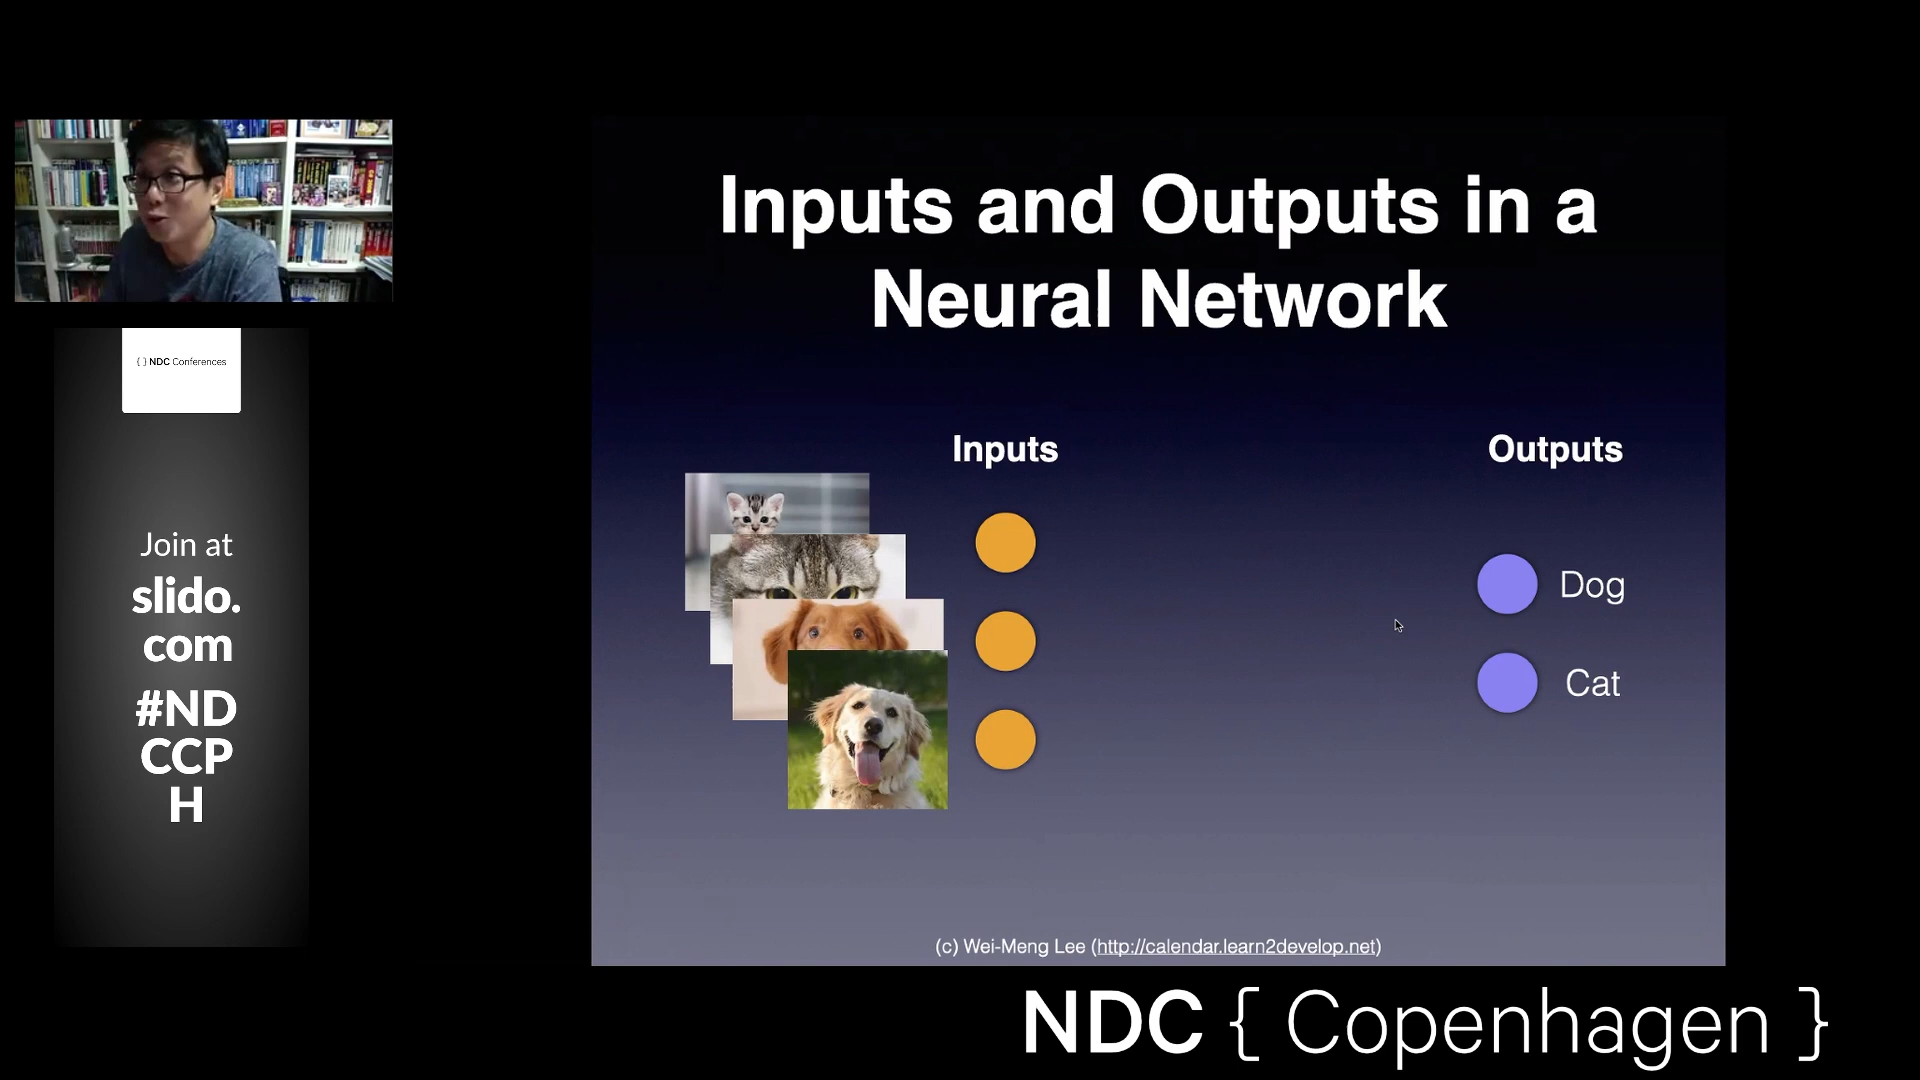 { } NDC Conferences
Join at
slido.
com
#ND
CCP
H
Inputs and Outputs in a
Neural Network
Inputs
Outputs
Dog
Cat
(c) Wei-Meng Lee (http://calendar.learn2develop.net)
NDC { Copenhagen }